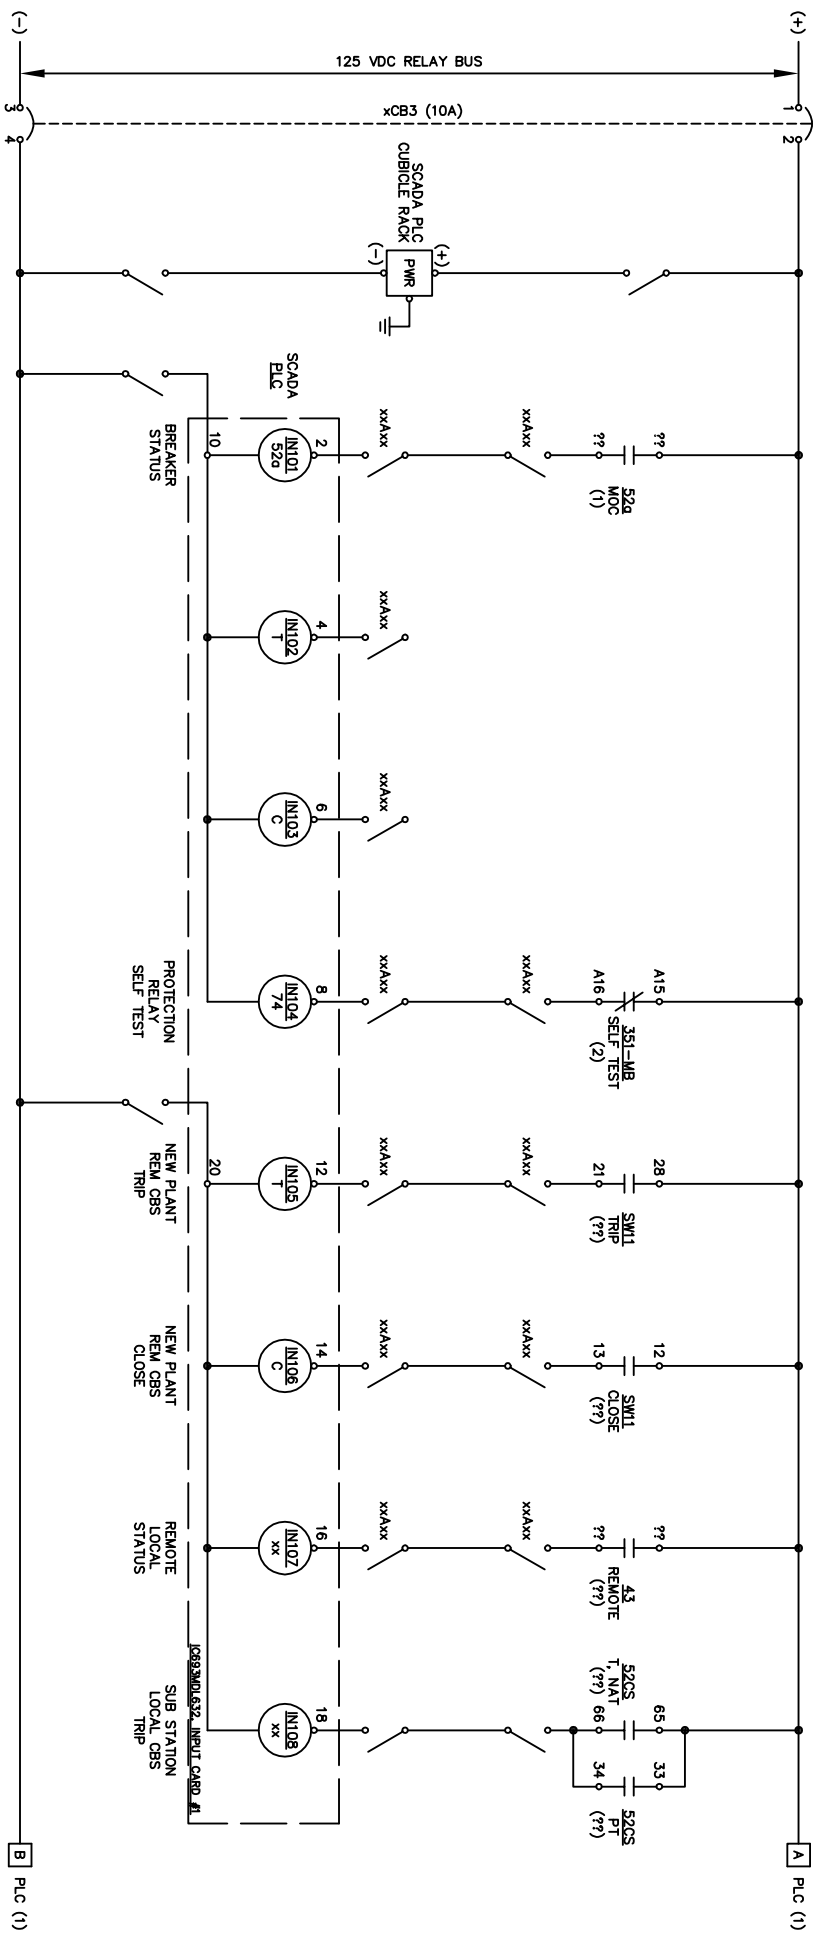 (+)
(-)
125 VDC RELAY BUS
1
2
xCB3 (10A)
3
4
SCADA PLC
CUBICLE RACK
(+)
PWR
(-)
SCADA
PLC
??
??
52a
MOC
(1)
xxAxx
xxAxx
2
IN101
52a
10
BREAKER
STATUS
xxAxx
4
IN102
T
xxAxx
6
IN103
C
A15
A16
351-MB
SELF TEST
(2)
xxAxx
xxAxx
8
IN104
74
PROTECTION
RELAY
SELF TEST
28
21
SW11
TRIP
(??)
xxAxx
xxAxx
12
IN105
T
20
NEW PLANT
REM CBS
TRIP
12
13
SW11
CLOSE
(??)
xxAxx
xxAxx
14
IN106
C
NEW PLANT
REM CBS
CLOSE
??
??
43
REMOTE
(??)
xxAxx
xxAxx
16
IN107
xx
REMOTE
LOCAL
STATUS
52CS
T, NAT
(??)
65
66
33
34
52CS
PT
(??)
18
IN108
xx
IC693MDL632, INPUT CARD #1
SUB STATION
LOCAL CBS
TRIP
A PLC (1)
B PLC (1)